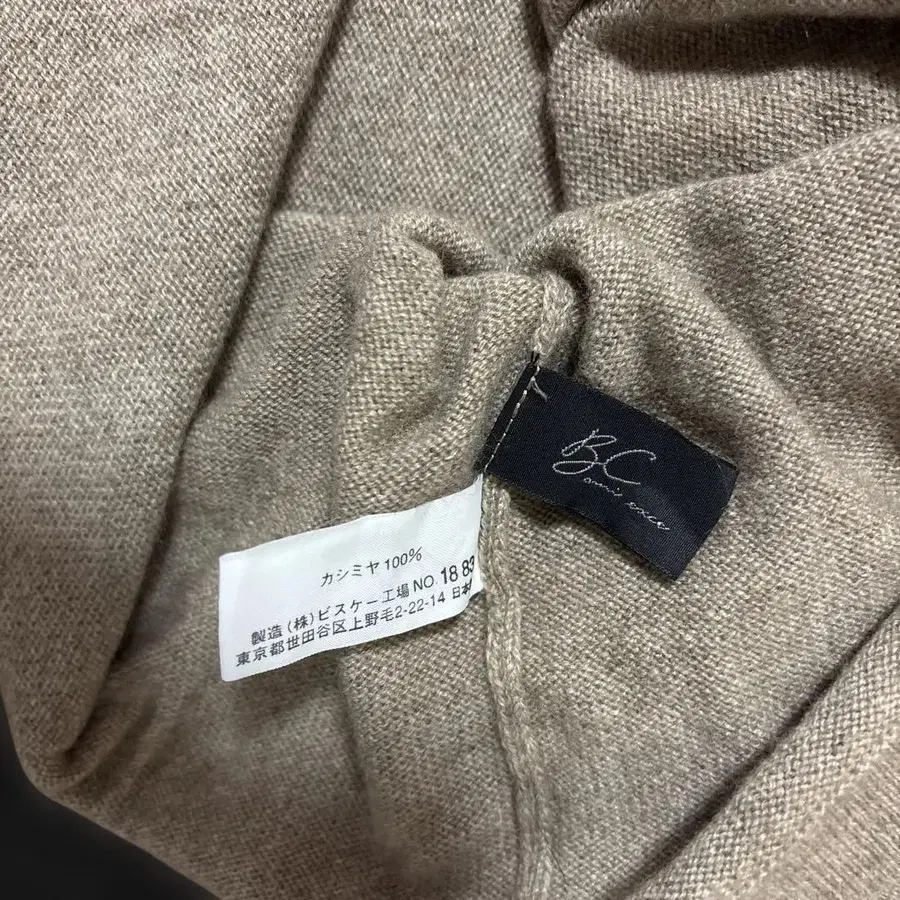 カシミヤ 100%
製造 (株) ビスケー工場 NO. 18 83
東京都世田谷区上野毛2-22-14 日本
BC